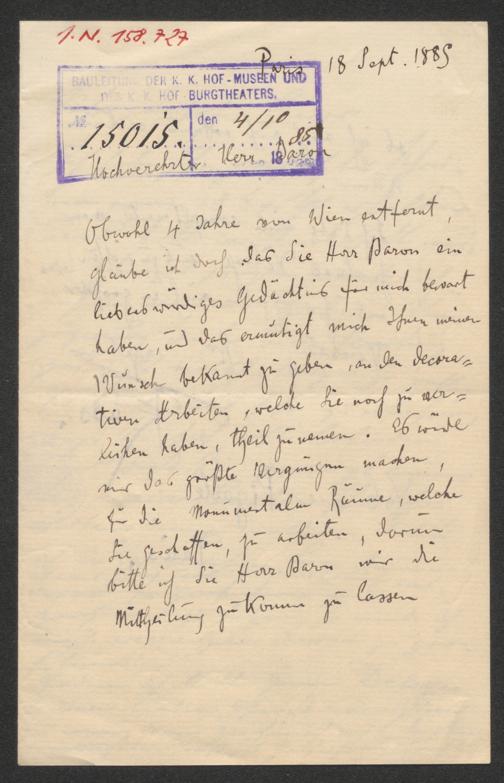 I.N. 158.727
Paris 18 Sept. 1885
BAULEITUNG DER K. K. HOF-MUSEEN UND
DES K. K. HOF-BURGTHEATERS.
№ 15015. den 4/10
1885
Hochverehrter Herr Baron
Obwohl 4 Jahre von Wien entfernt,
glaube ich doch das Sie Herr Baron ein
liebenswürdiges Gedächtnis für mich bewart
haben, und das ermutigt mich Ihnen meinen
Wunsch bekannt zu geben, an den decora=
tiven Arbeiten, welche Sie noch zu ver=
leihen haben, theil zu nemen. Es würde
mir das größte Vergnügen machen,
für die Monumentalen Räume, welche
Sie geschaffen, zu arbeiten, darum
bitte ich Sie Herr Baron mir die
Mittheilung zukommen zu lassen